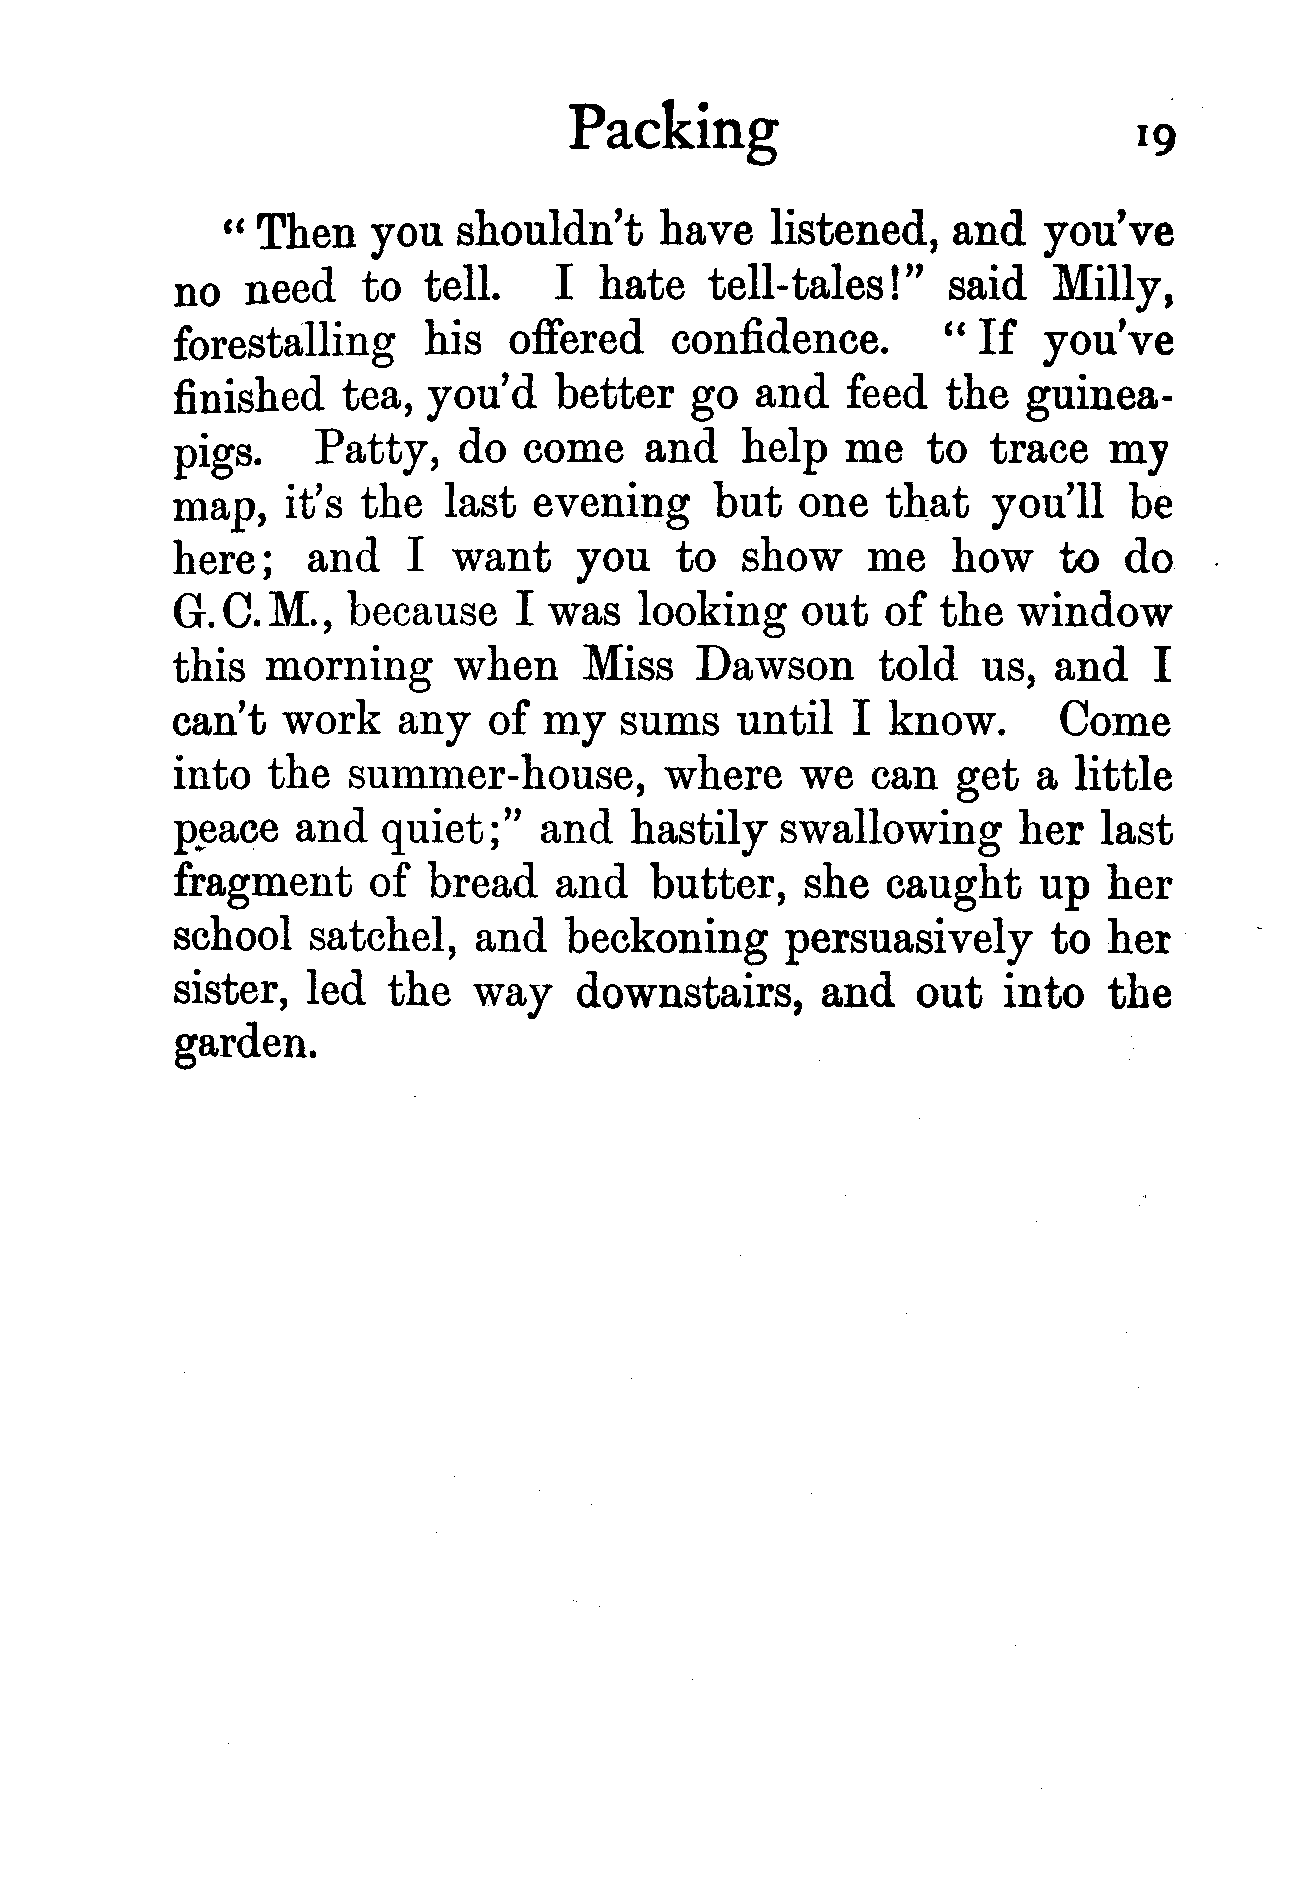 Packing 19
“Then you shouldn't have listened, and you've
no need to tell. I hate tell-tales!” said Milly,
forestalling his offered confidence. “If you've
finished tea, you'd better go and feed the guinea-
pigs. Patty, do come and help me to trace my
map, it's the last evening but one that you'll be
here; and I want you to show me how to do
G.C.M., because I was looking out of the window
this morning when Miss Dawson told us, and I
can't work any of my sums until I know. Come
into the summer-house, where we can get a little
peace and quiet;” and hastily swallowing her last
fragment of bread and butter, she caught up her
school satchel, and beckoning persuasively to her
sister, led the way downstairs, and out into the
garden.